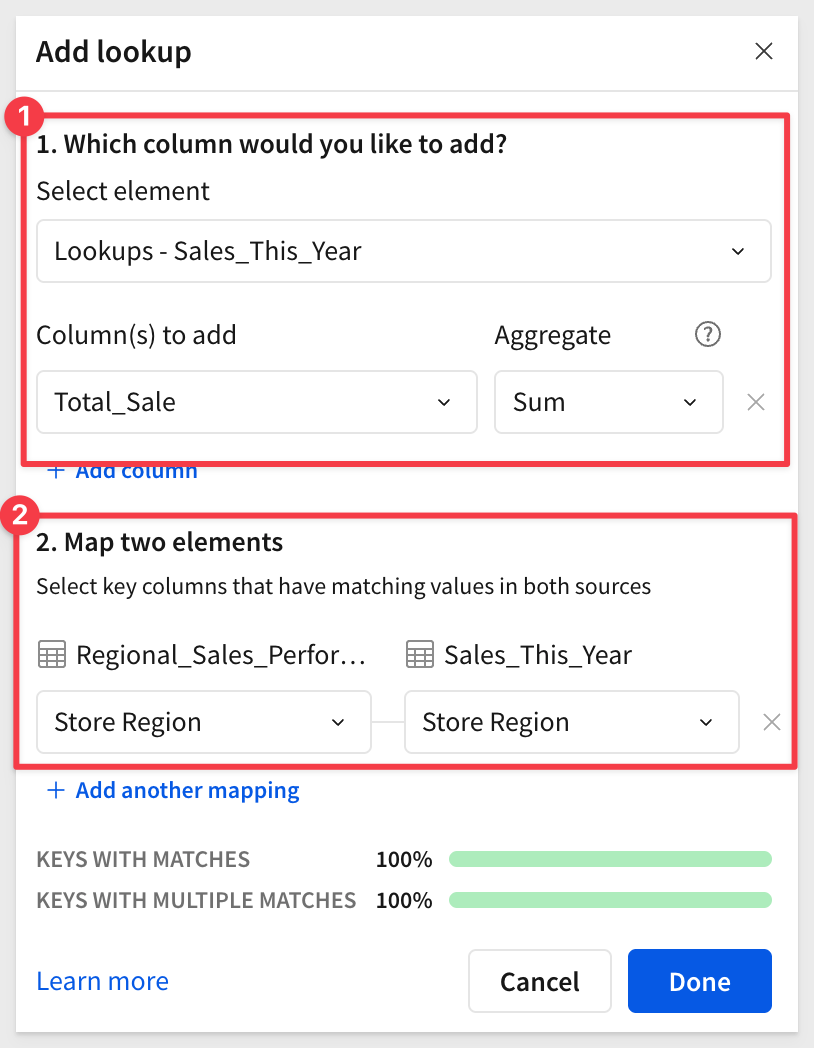 Add lookup
1
1. Which column would you like to add?
Select element
Lookups - Sales_This_Year
Column(s) to add Aggregate ?
Total_Sale Sum
+ Add column
2
2. Map two elements
Select key columns that have matching values in both sources
Regional_Sales_Perfor... Sales_This_Year
Store Region Store Region
+ Add another mapping
KEYS WITH MATCHES 100%
KEYS WITH MULTIPLE MATCHES 100%
Learn more Cancel Done